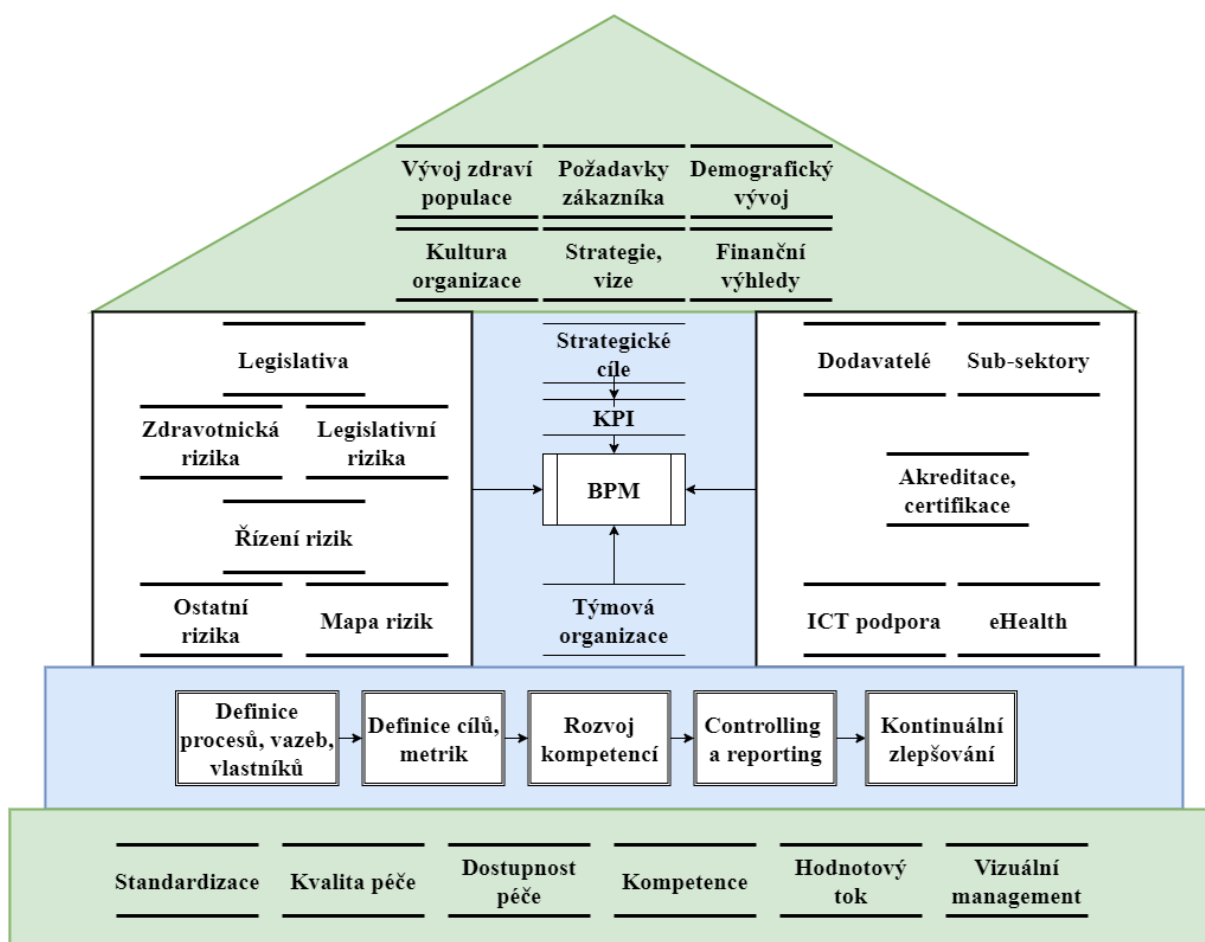 Vývoj zdraví
populace
Požadavky
zákazníka
Demografický
vývoj
Kultura
organizace
Strategie,
vize
Finanční
výhledy
Legislativa
Zdravotnická
rizika
Legislativní
rizika
Řízení rizik
Ostatní
rizika
Mapa rizik
Strategické
cíle
KPI
BPM
Týmová
organizace
Dodavatelé
Sub-sektory
Akreditace,
certifikace
ICT podpora
eHealth
Definice
procesů, vazeb,
vlastníků
Definice cílů,
metrik
Rozvoj
kompetencí
Controlling
a reporting
Kontinuální
zlepšování
Standardizace
Kvalita péče
Dostupnost
péče
Kompetence
Hodnotový
tok
Vizuální
management